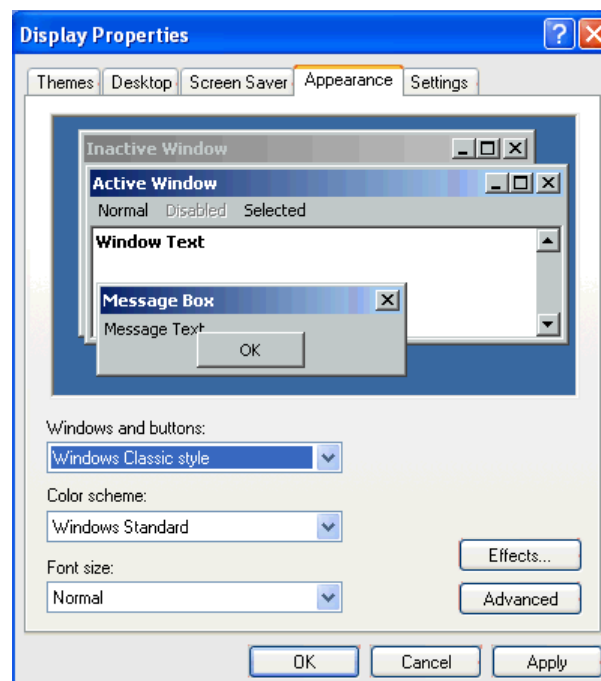 Display Properties
Themes Desktop Screen Saver Appearance Settings
Inactive Window
Active Window
Normal Disabled Selected
Window Text
Message Box
Message Text
OK
Windows and buttons:
Windows Classic style
Color scheme:
Windows Standard
Effects...
Font size:
Normal
Advanced
OK Cancel Apply